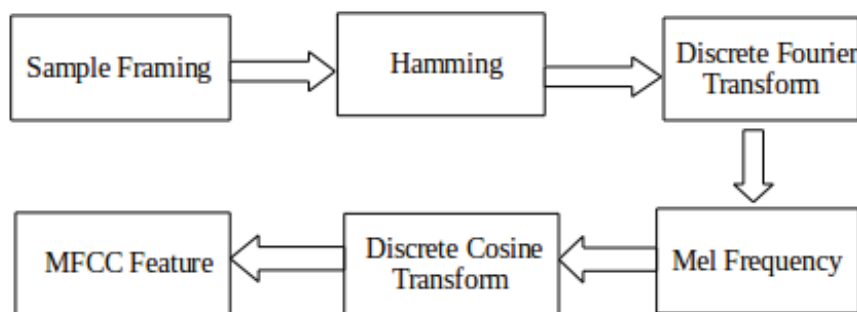 Sample Framing
Hamming
Discrete Fourier
Transform
Mel Frequency
Discrete Cosine
Transform
MFCC Feature